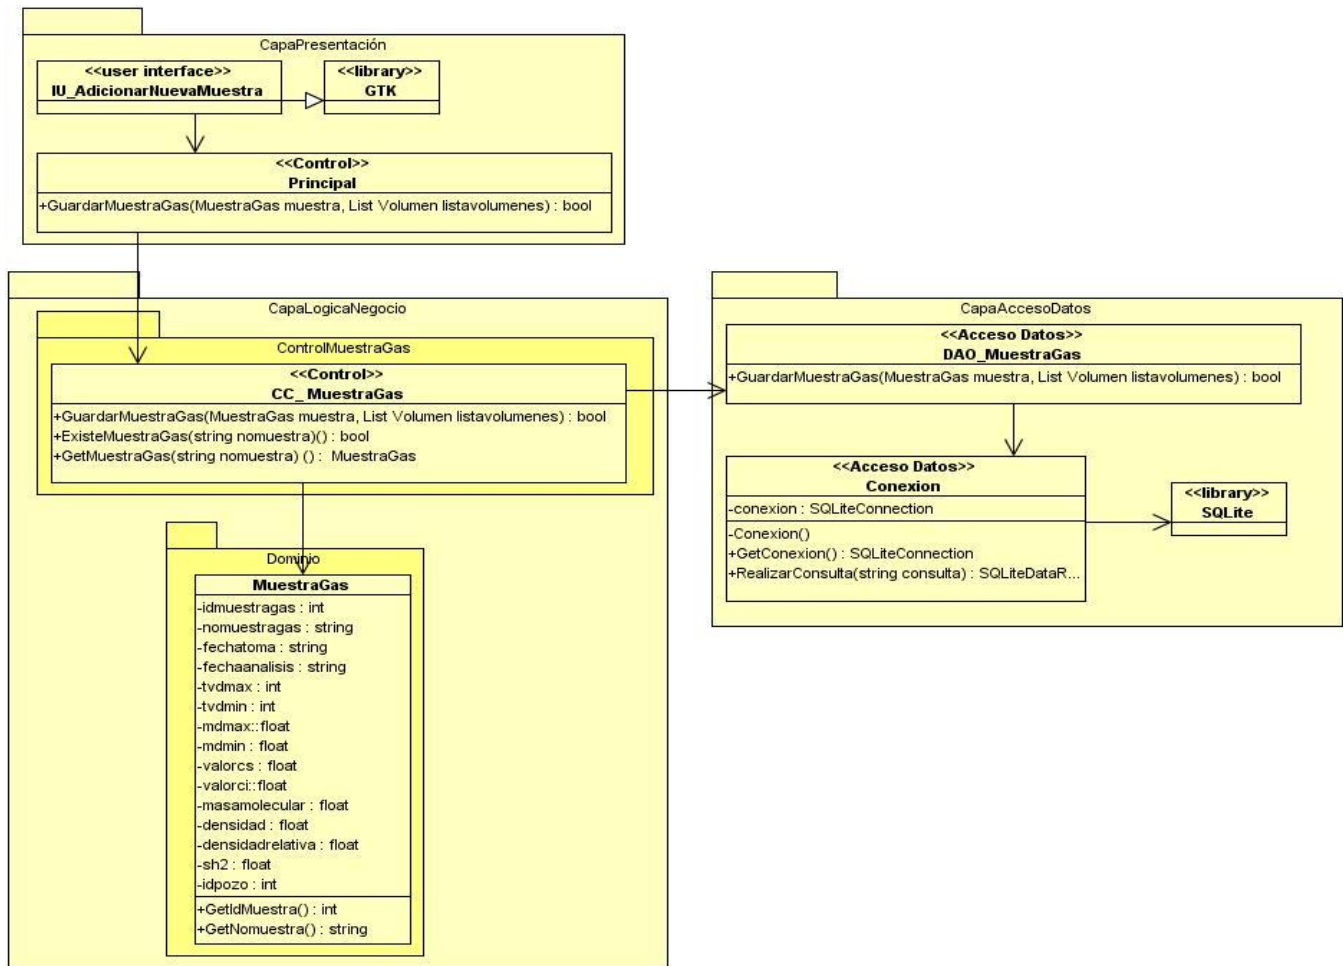 CapaPresentación
<<user interface>>
IU_AdicionarNuevaMuestra
<<library>>
GTK
<<Control>>
Principal
+GuardarMuestraGas(MuestraGas muestra, List Volumen listavolumenes) : bool
CapaLogicaNegocio
ControlMuestraGas
<<Control>>
CC_ MuestraGas
+GuardarMuestraGas(MuestraGas muestra, List Volumen listavolumenes) : bool
+ExisteMuestraGas(string nomuestra)() : bool
+GetMuestraGas(string nomuestra) () :  MuestraGas
Dominio
MuestraGas
-idmuestragas : int
-nomuestragas : string
-fechatoma : string
-fechaanalisis : string
-tvdmax : int
-tvdmin : int
-mdmax::float
-mdmin : float
-valorcs : float
-valorci::float
-masamolecular : float
-densidad : float
-densidadrelativa : float
-sh2 : float
-idpozo : int
+GetIdMuestra() : int
+GetNomuestra() : string
CapaAccesoDatos
<<Acceso Datos>>
DAO_MuestraGas
+GuardarMuestraGas(MuestraGas muestra, List Volumen listavolumenes) : bool
<<Acceso Datos>>
Conexion
-conexion : SQLiteConnection
-Conexion()
+GetConexion() : SQLiteConnection
+RealizarConsulta(string consulta) : SQLiteDataR...
<<library>>
SQLite